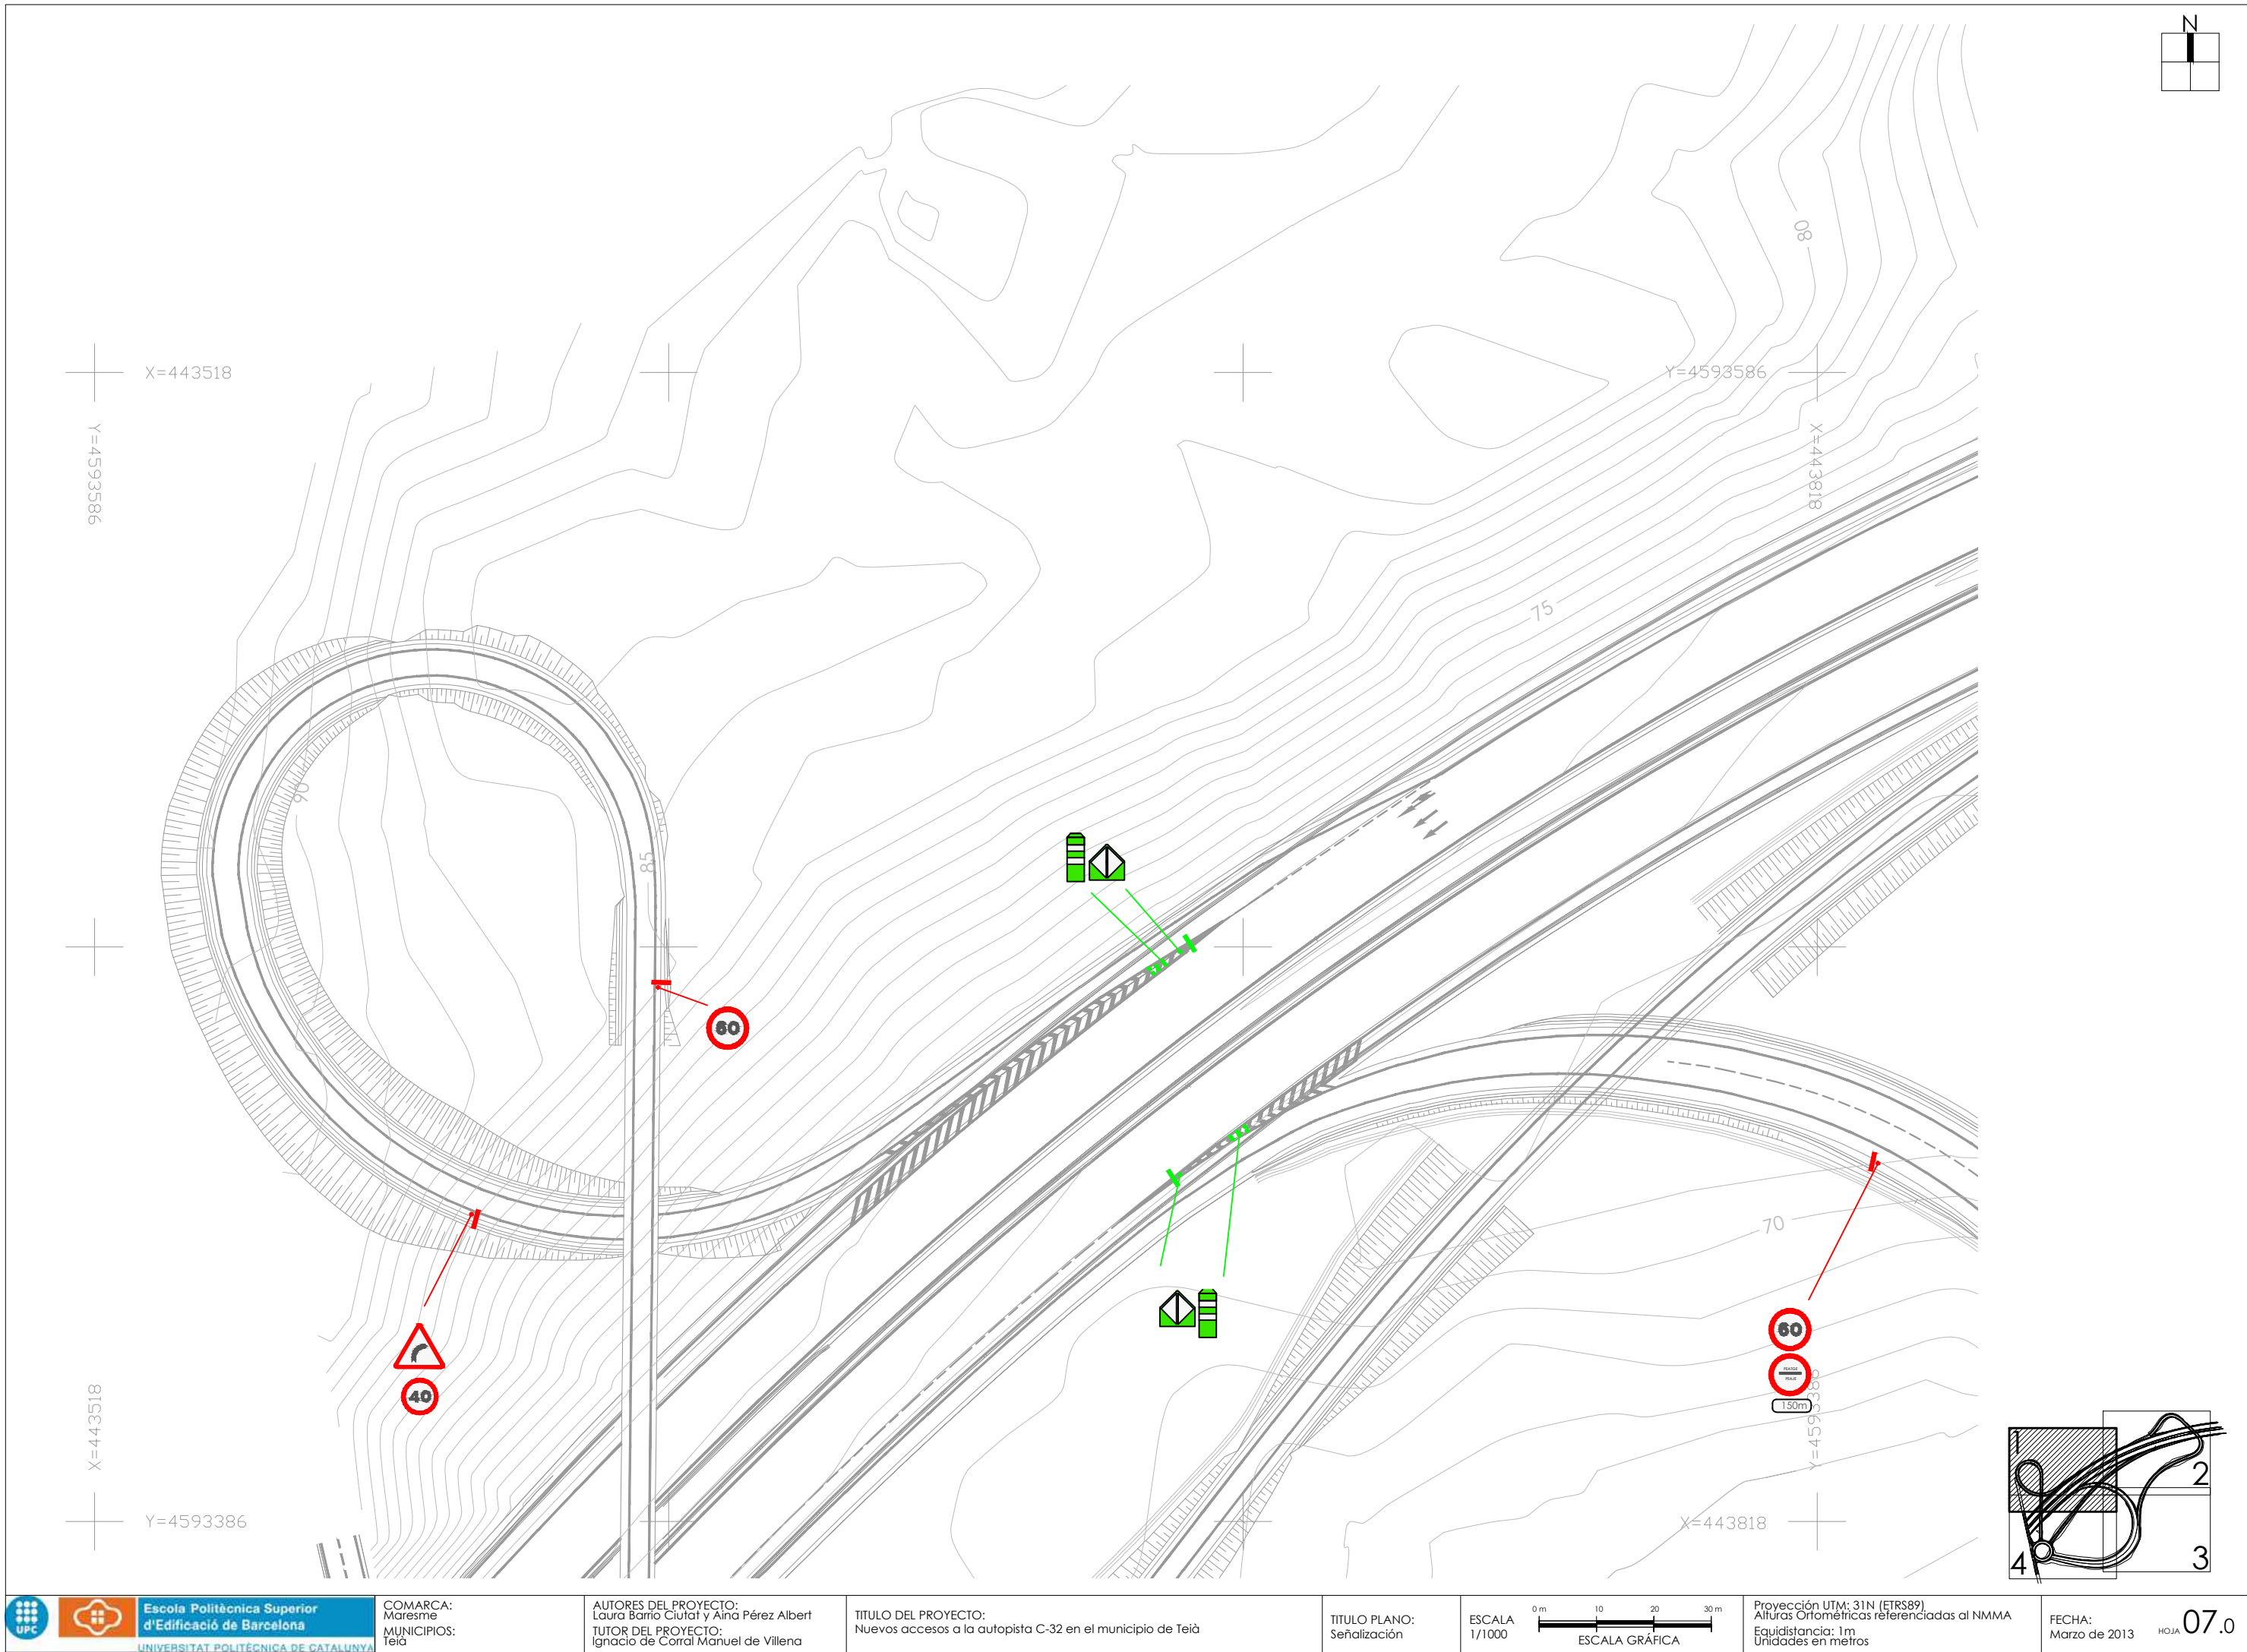 N
80
X=443518
Y=4593586
Y=4593586
X=443818
75
90
85
60
70
40
60
PEATGE
PEAJE
150m
X=443518
Y=4593386
Y=4593386
X=443818
1
2
3
4
UPC
Escola Politècnica Superior
d'Edificació de Barcelona
UNIVERSITAT POLITÈCNICA DE CATALUNYA
COMARCA:
Maresme
MUNICIPIOS:
Teià
AUTORES DEL PROYECTO:
Laura Barrio Ciutat y Aina Pérez Albert
TUTOR DEL PROYECTO:
Ignacio de Corral Manuel de Villena
TITULO DEL PROYECTO:
Nuevos accesos a la autopista C-32 en el municipio de Teià
TITULO PLANO:
Señalización
ESCALA
1/1000
0 m 10 20 30 m
ESCALA GRÁFICA
Proyección UTM: 31N (ETRS89)
Alturas Ortométricas referenciadas al NMMA
Equidistancia: 1m
Unidades en metros
FECHA:
Marzo de 2013
HOJA 07.0